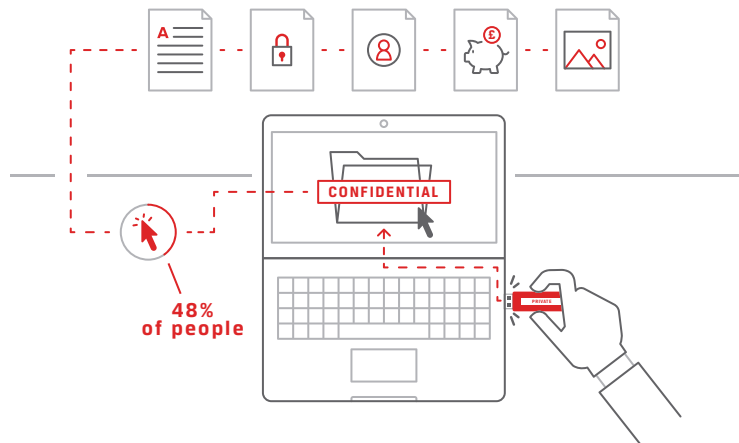 A
£
CONFIDENTIAL
PRIVATE
48%
of people